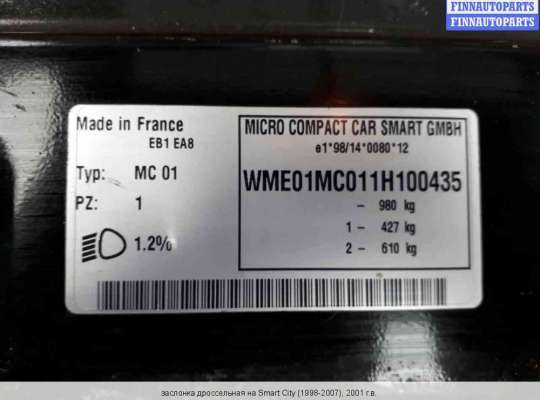 FINNAUTOPARTS
FINNAUTOPARTS
Made in France
EB1 EA8
Typ: MC 01
PZ: 1
1.2%
MICRO COMPACT CAR SMART GMBH
e1*98/14*0080*12
WME01MC011H100435
- 980 kg
1 - 427 kg
2 - 610 kg
заслонка дроссельная на Smart City (1998-2007), 2001 г.в.